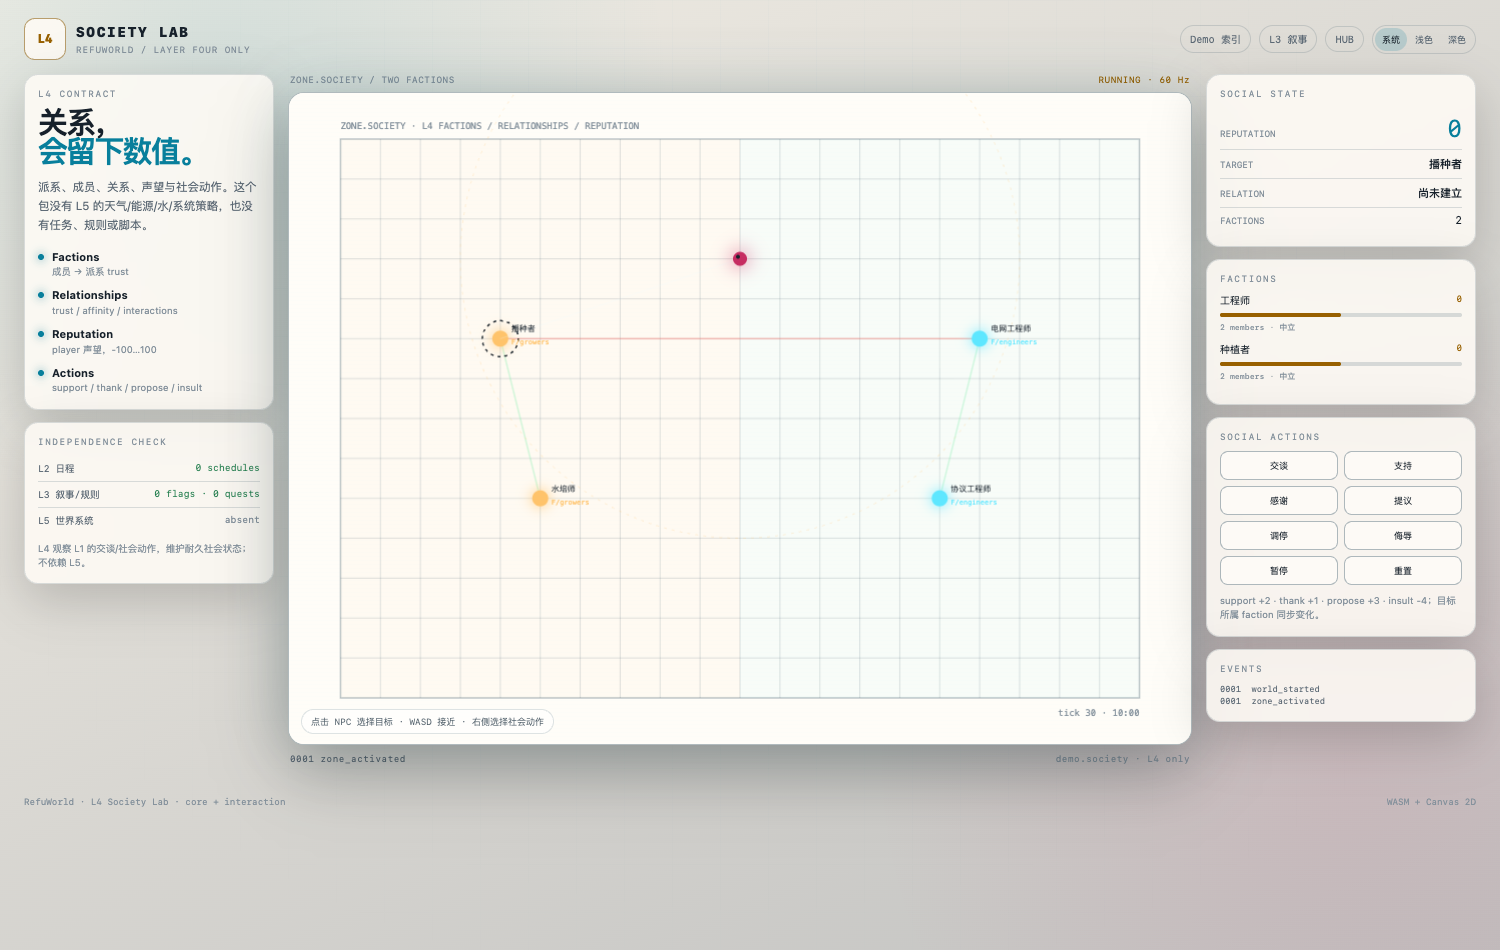 L4
SOCIETY LAB
REFUWORLD / LAYER FOUR ONLY
Demo 索引
L3 叙事
HUB
系统
浅色
深色
L4 CONTRACT
关系，
会留下数值。
派系、成员、关系、声望与社会动作。这个
包没有 L5 的天气/能源/水/系统策略，也没
有任务、规则或脚本。
Factions
成员 → 派系 trust
Relationships
trust / affinity / interactions
Reputation
player 声望，-100…100
Actions
support / thank / propose / insult
INDEPENDENCE CHECK
L2 日程 0 schedules
L3 叙事/规则 0 flags · 0 quests
L5 世界系统 absent
L4 观察 L1 的交谈/社会动作，维护耐久社会状态；
不依赖 L5。
ZONE.SOCIETY / TWO FACTIONS
RUNNING · 60 Hz
ZONE.SOCIETY · L4 FACTIONS / RELATIONSHIPS / REPUTATION
播种者
f/growers
电网工程师
f/engineers
水培师
f/growers
协议工程师
f/engineers
点击 NPC 选择目标 · WASD 接近 · 右侧选择社会动作
tick 30 · 10:00
0001 zone_activated
demo.society · L4 only
SOCIAL STATE
REPUTATION 0
TARGET 播种者
RELATION 尚未建立
FACTIONS 2
FACTIONS
工程师 0
2 members · 中立
种植者 0
2 members · 中立
SOCIAL ACTIONS
交谈
支持
感谢
提议
调停
侮辱
暂停
重置
support +2 · thank +1 · propose +3 · insult -4；目标
所属 faction 同步变化。
EVENTS
0001 world_started
0001 zone_activated
RefuWorld · L4 Society Lab · core + interaction
WASM + Canvas 2D